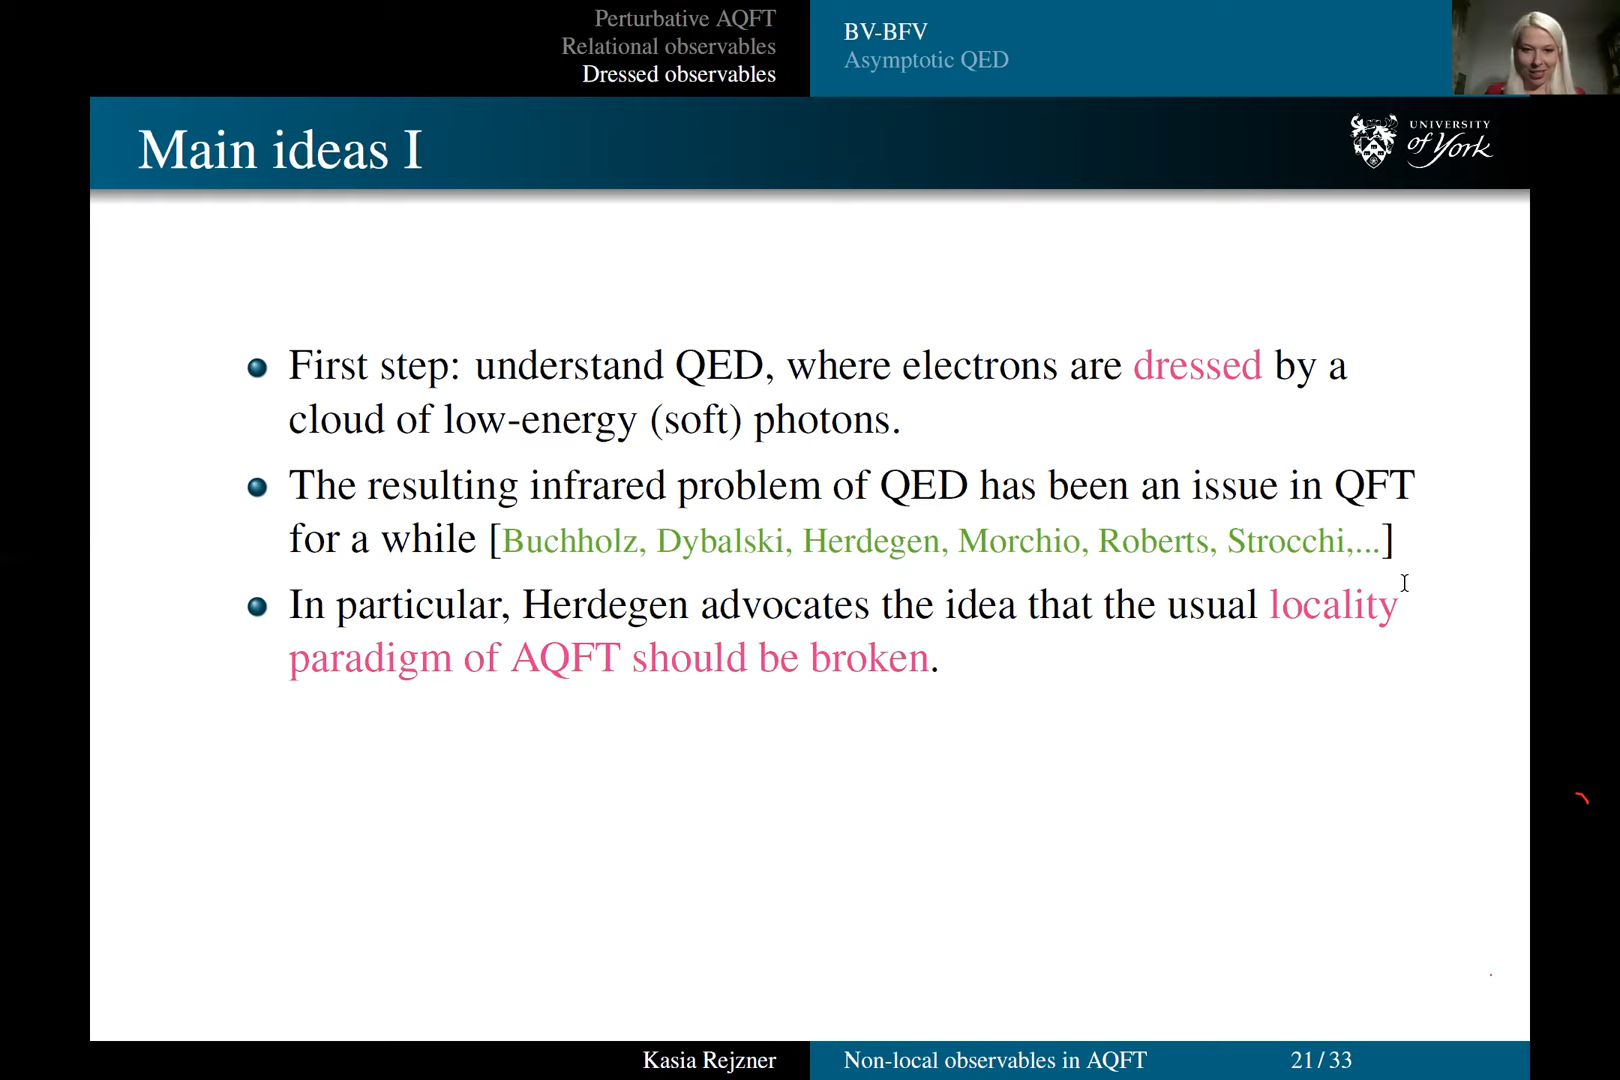 Perturbative AQFT
Relational observables
Dressed observables
BV-BFV
Asymptotic QED
Main ideas I
UNIVERSITY
of York
First step: understand QED, where electrons are dressed by a
cloud of low-energy (soft) photons.
The resulting infrared problem of QED has been an issue in QFT
for a while [Buchholz, Dybalski, Herdegen, Morchio, Roberts, Strocchi,...]
In particular, Herdegen advocates the idea that the usual locality
paradigm of AQFT should be broken.
Kasia Rejzner
Non-local observables in AQFT
21 / 33